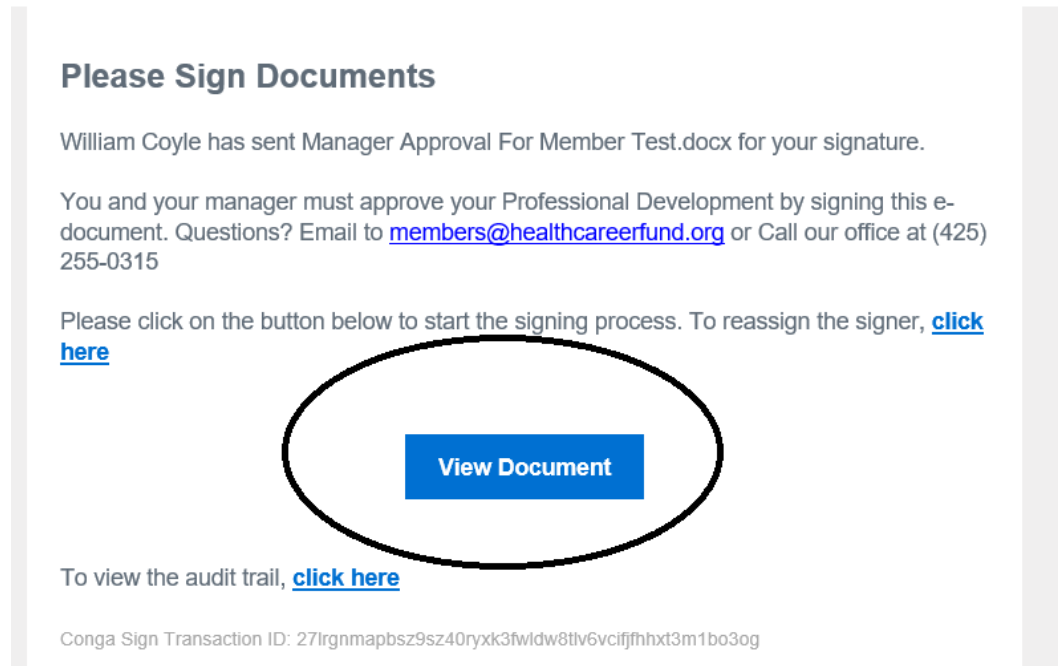 Please Sign Documents
William Coyle has sent Manager Approval For Member Test.docx for your signature.
You and your manager must approve your Professional Development by signing this e-
document. Questions? Email to members@healthcareerfund.org or Call our office at (425)
255-0315
Please click on the button below to start the signing process. To reassign the signer, click
here
View Document
To view the audit trail, click here
Conga Sign Transaction ID: